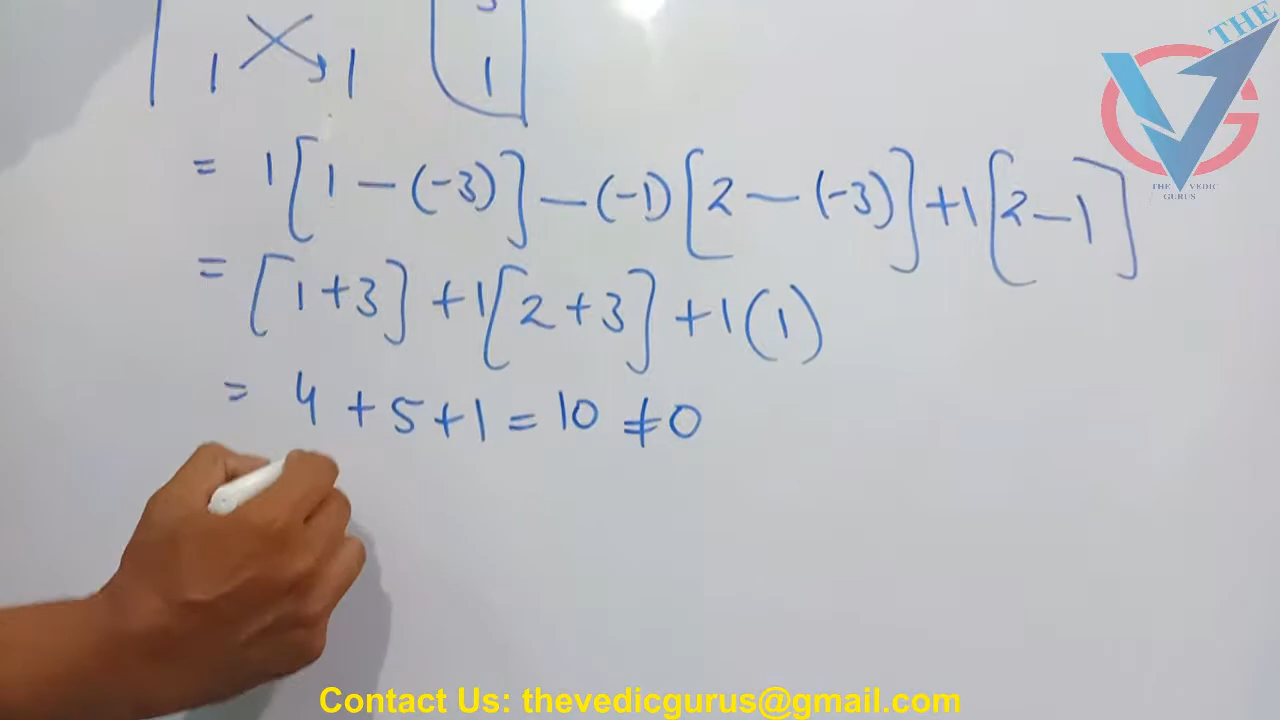 1 1 1
= 1[1 - (-3)] - (-1)[2 - (-3)] + 1[2 - 1]
= [1 + 3] + 1[2 + 3] + 1(1)
= 4 + 5 + 1 = 10 ≠ 0
THE
VG
THE VEDIC
GURUS
Contact Us: thevedicgurus@gmail.com